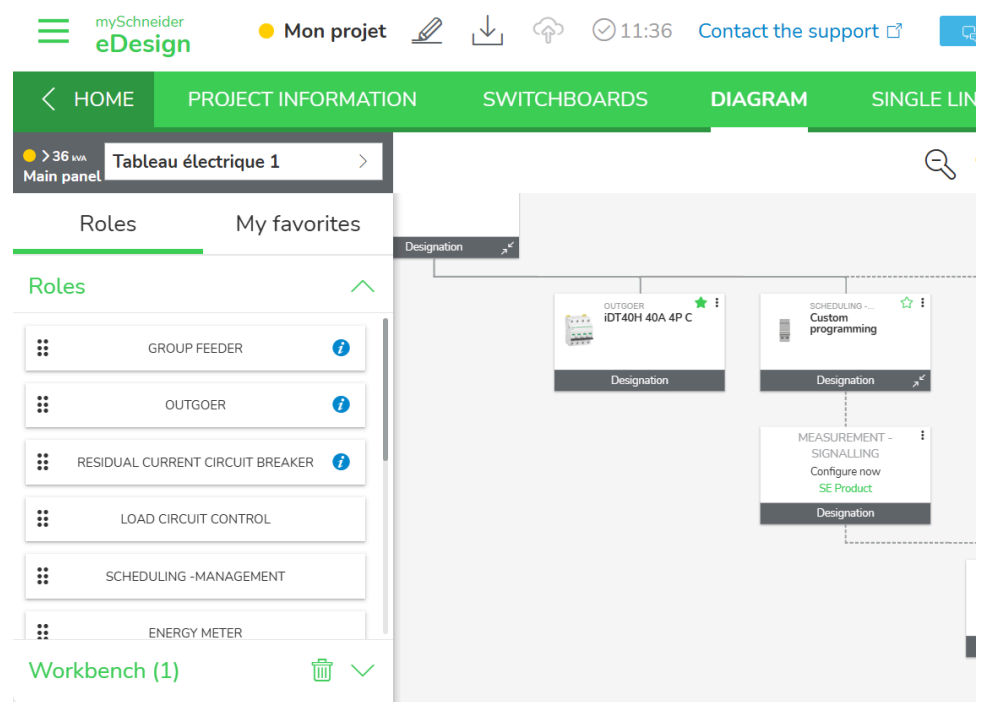 mySchneider
eDesign
Mon projet
11:36
Contact the support
HOME
PROJECT INFORMATION
SWITCHBOARDS
DIAGRAM
SINGLE LIN
>36 kVA
Main panel
Tableau électrique 1
Roles
My favorites
Designation
Roles
GROUP FEEDER
OUTGOER
RESIDUAL CURRENT CIRCUIT BREAKER
LOAD CIRCUIT CONTROL
SCHEDULING -MANAGEMENT
ENERGY METER
Workbench (1)
OUTGOER
iDT40H 40A 4P C
Designation
SCHEDULING -...
Custom
programming
Designation
MEASUREMENT -
SIGNALLING
Configure now
SE Product
Designation